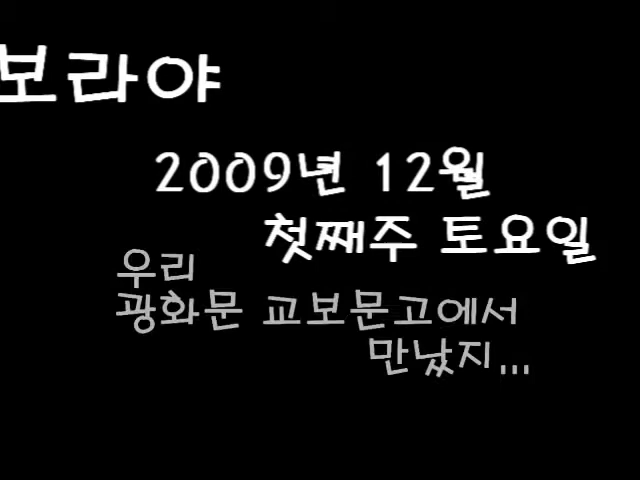 보라야
2009년 12월
첫째주 토요일
우리
광화문 교보문고에서
만났지...